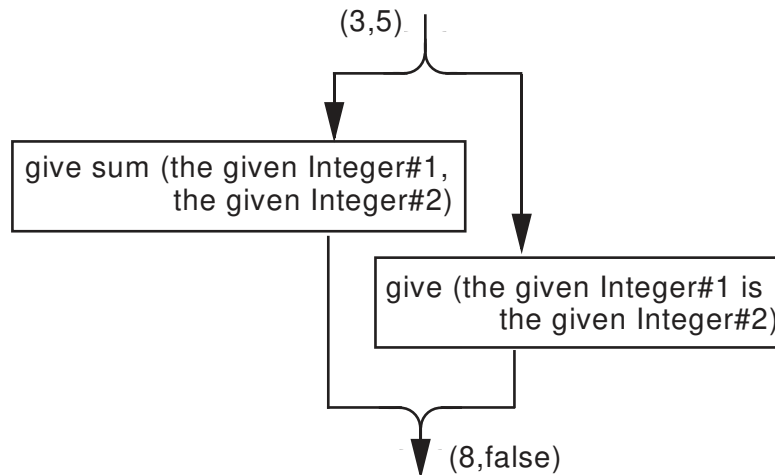 (3,5)
give sum (the given Integer#1,
the given Integer#2)
give (the given Integer#1 is
the given Integer#2)
(8,false)